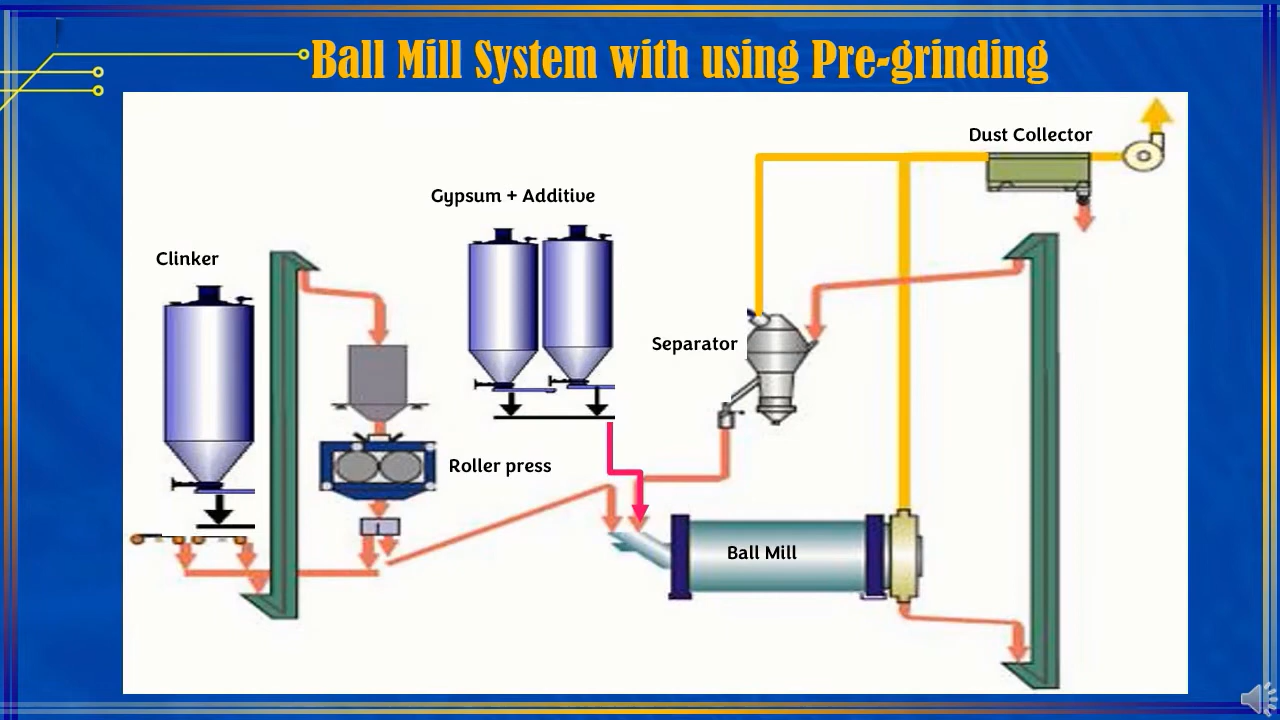 Ball Mill System with using Pre-grinding
Dust Collector
Gypsum + Additive
Clinker
Separator
Roller press
Ball Mill